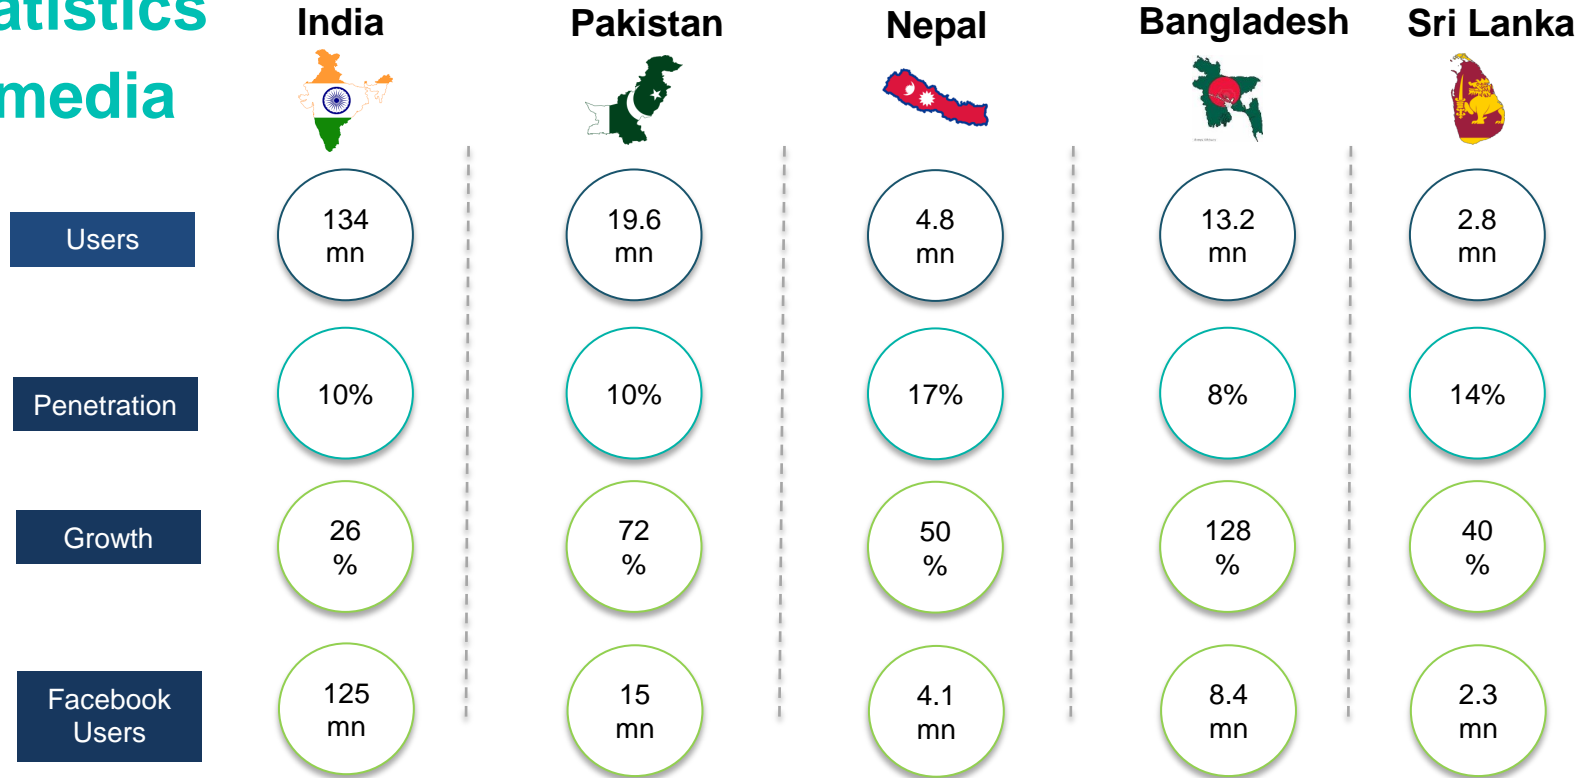 atistics
media
India
Pakistan
Nepal
Bangladesh
Sri Lanka
Users
134
mn
19.6
mn
4.8
mn
13.2
mn
2.8
mn
Penetration
10%
10%
17%
8%
14%
Growth
26
%
72
%
50
%
128
%
40
%
Facebook
Users
125
mn
15
mn
4.1
mn
8.4
mn
2.3
mn